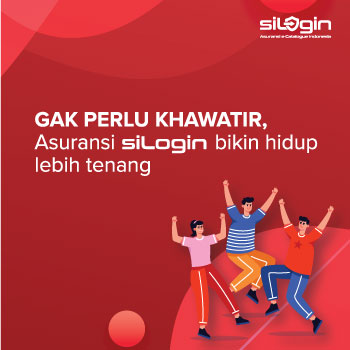 siLogin
Asuransi e-Catalogue Indonesia
GAK PERLU KHAWATIR,
Asuransi siLogin bikin hidup
lebih tenang